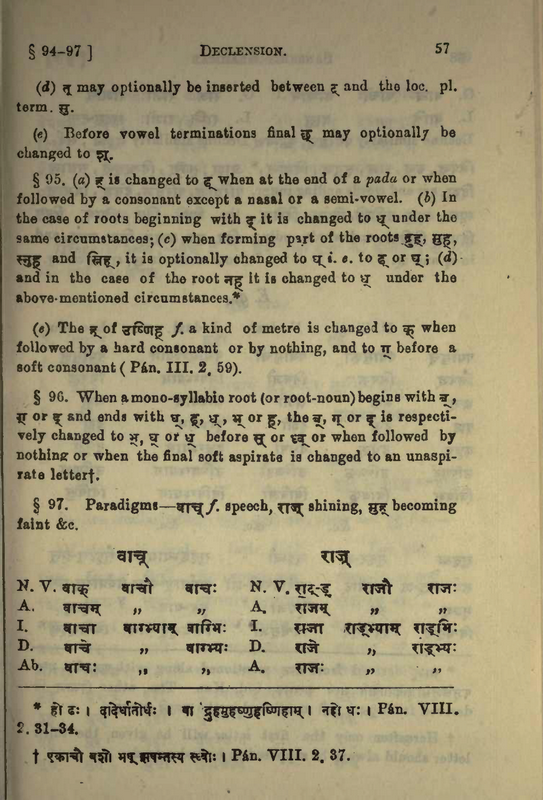 § 94-97 ] DECLENSION. 57
(d) त् may optionally be inserted between ट् and the loc. pl.
term. सु.
(e) Before vowel terminations final छ् may optionally be
changed to श्.
§ 95. (a) ह् is changed to ढ् when at the end of a pada or when
followed by a consonant except a nasal or a semi-vowel. (b) In
the case of roots beginning with द् it is changed to घ् under the
same circumstances; (c) when forming part of the roots द्रुह्, मुह्,
स्नुह् and स्निह्, it is optionally changed to घ् i. e. to ढ् or घ्; (d)
and in the case of the root नह् it is changed to ध् under the
above-mentioned circumstances.*
(e) The ह् of उष्णिह् f. a kind of metre is changed to क् when
followed by a hard consonant or by nothing, and to ग् before a
soft consonant ( Pán. III. 2. 59).
§ 96. When a mono-syllabic root (or root-noun) begins with ब्,
ग् or द् and ends with घ्, ढ्, ध्, भ् or ह्, the ब्, ग् or द् is respecti-
vely changed to भ्, घ् or ध् before स् or ध्व् or when followed by
nothing or when the final soft aspirate is changed to an unaspi-
rate letter†.
§ 97. Paradigms—वाच् f. speech, राज् shining, मुह् becoming
faint &c.
वाच् राज्
N. V. वाक् वाचौ वाचः N. V. राट्-ड् राजौ राजः
A. वाचम् ,, ,, A. राजम् ,, ,,
I. वाचा वाग्भ्याम् वाग्भिः I. राजा राड्भ्याम् राड्भिः
D. वाचे ,, वाग्भ्यः D. राजे ,, राड्भ्यः
Ab. वाचः ,, ,, A. राजः ,, ,,
* हो ढः । दादेर्धातोर्घः । वा द्रुहमुहष्णुहष्णिहाम् । नहो धः । Pán. VIII.
2. 31-34.
† एकाचो बशो भष् झषन्तस्य स्ध्वोः । Pán. VIII. 2. 37.